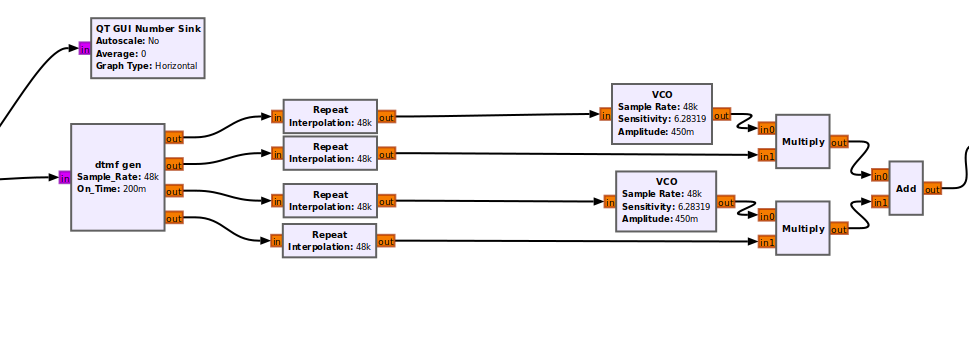 QT GUI Number Sink
Autoscale: No
Average: 0
Graph Type: Horizontal
in
dtmf gen
Sample_Rate: 48k
On_Time: 200m
in
out
out
out
out
Repeat
Interpolation: 48k
in
out
Repeat
Interpolation: 48k
in
out
Repeat
Interpolation: 48k
in
out
Repeat
Interpolation: 48k
in
out
VCO
Sample Rate: 48k
Sensitivity: 6.28319
Amplitude: 450m
in
out
VCO
Sample Rate: 48k
Sensitivity: 6.28319
Amplitude: 450m
in
out
in0
in1
Multiply
out
in0
in1
Multiply
out
in0
in1
Add
out